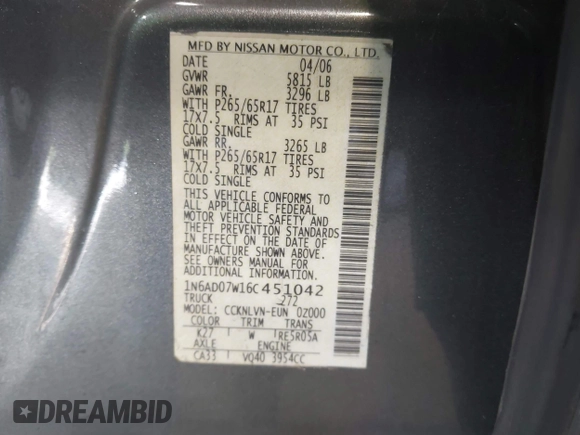 MFD BY NISSAN MOTOR CO., LTD.
DATE 04/06
GVWR 5815 LB
GAWR FR. 3296 LB
WITH P265/65R17 TIRES
17X7.5 RIMS AT 35 PSI
COLD SINGLE
GAWR RR. 3265 LB
WITH P265/65R17 TIRES
17X7.5 RIMS AT 35 PSI
COLD SINGLE
THIS VEHICLE CONFORMS TO
ALL APPLICABLE FEDERAL
MOTOR VEHICLE SAFETY AND
THEFT PREVENTION STANDARDS
IN EFFECT ON THE DATE OF
MANUFACTURE SHOWN ABOVE.
SEE OWNERS MANUAL FOR
ADDITIONAL INFORMATION.
1N6AD07W16C451042
TRUCK 272
MODEL: CCKNLVN-EUN 0Z000
COLOR TRIM TRANS
K27 W RE5R05A
AXLE ENGINE
CA33 VQ40 3954CC
DREAMBID